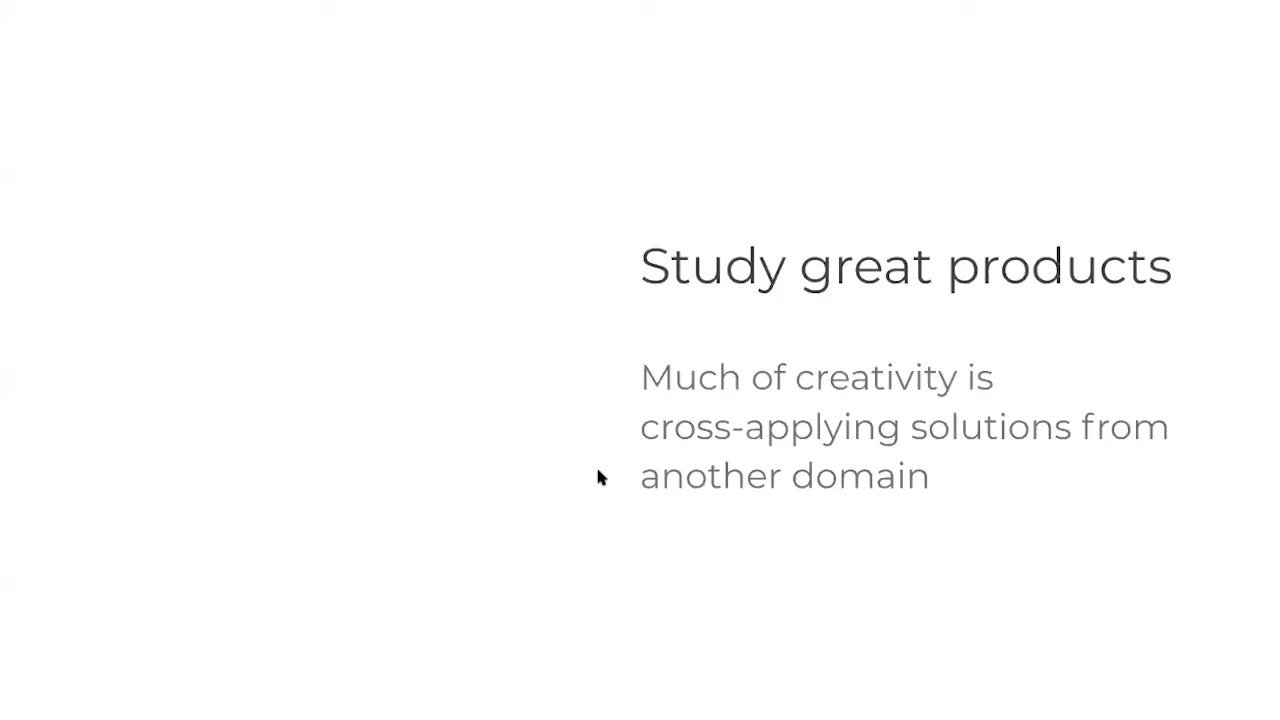 Study great products
Much of creativity is
cross-applying solutions from
another domain